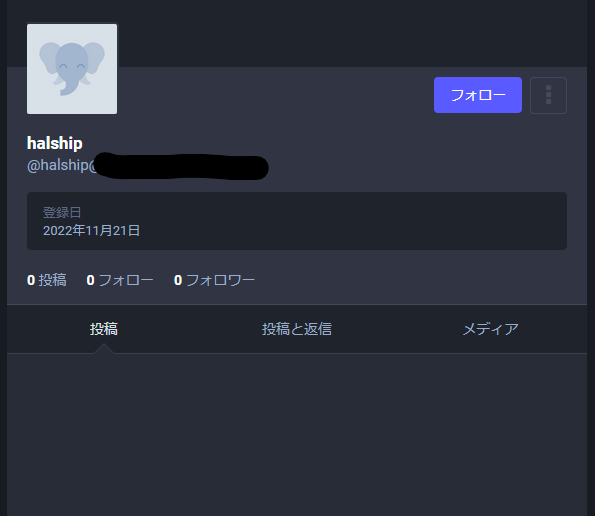 フォロー
halship
@halship@
登録日
2022年11月21日
0 投稿 0 フォロー 0 フォロワー
投稿 投稿と返信 メディア